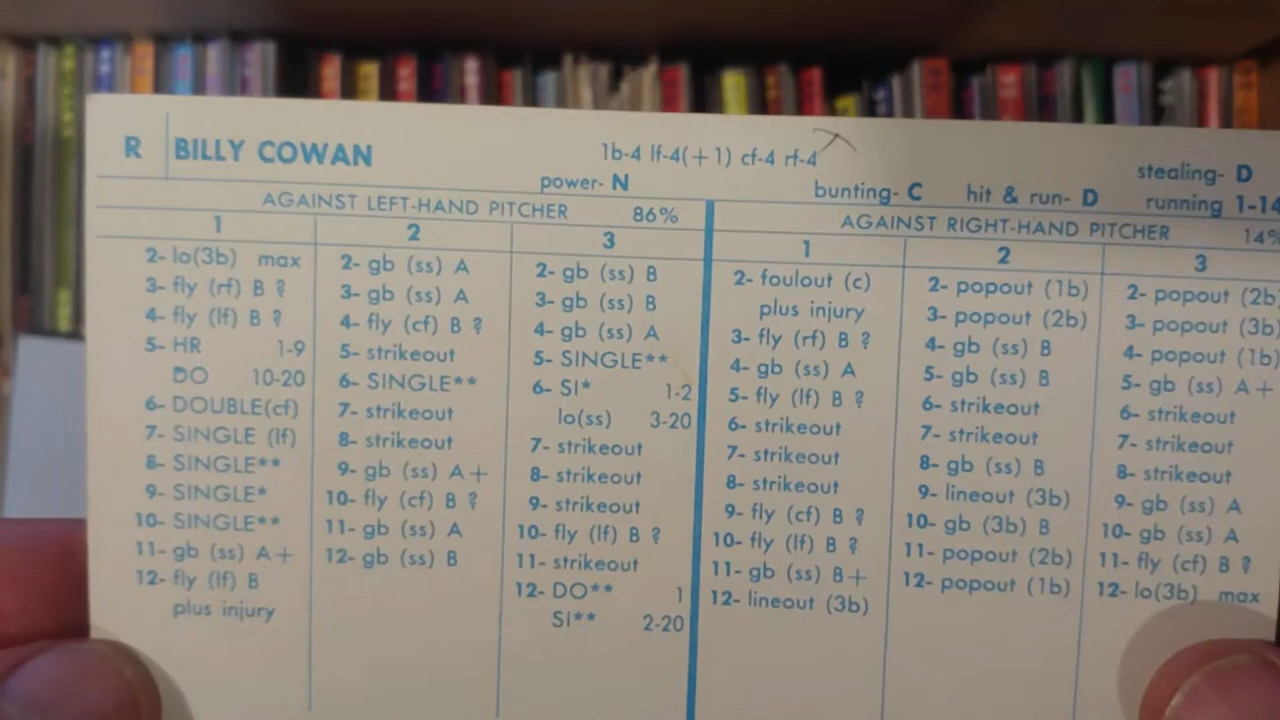 R BILLY COWAN
1b-4 lf-4(+1) cf-4 rf-4
power- N
bunting- C hit & run- D
stealing- D
running 1-14
AGAINST LEFT-HAND PITCHER 86%
1
2- lo(3b) max
3- fly (rf) B ?
4- fly (lf) B ?
5- HR 1-9
DO 10-20
6- DOUBLE(cf)
7- SINGLE (lf)
8- SINGLE**
9- SINGLE*
10- SINGLE**
11- gb (ss) A+
12- fly (lf) B
plus injury
2
2- gb (ss) A
3- gb (ss) A
4- fly (cf) B ?
5- strikeout
6- SINGLE**
7- strikeout
8- strikeout
9- gb (ss) A+
10- fly (cf) B ?
11- gb (ss) A
12- gb (ss) B
3
2- gb (ss) B
3- gb (ss) B
4- gb (ss) A
5- SINGLE**
6- SI* 1-2
lo(ss) 3-20
7- strikeout
8- strikeout
9- strikeout
10- fly (lf) B ?
11- strikeout
12- DO** 1
SI** 2-20
AGAINST RIGHT-HAND PITCHER 14%
1
2- foulout (c)
plus injury
3- fly (rf) B ?
4- gb (ss) A
5- fly (lf) B ?
6- strikeout
7- strikeout
8- strikeout
9- fly (cf) B ?
10- fly (lf) B ?
11- gb (ss) B+
12- lineout (3b)
2
2- popout (1b)
3- popout (2b)
4- gb (ss) B
5- gb (ss) B
6- strikeout
7- strikeout
8- gb (ss) B
9- lineout (3b)
10- gb (3b) B
11- popout (2b)
12- popout (1b)
3
2- popout (2b)
3- popout (3b)
4- popout (1b)
5- gb (ss) A+
6- strikeout
7- strikeout
8- strikeout
9- gb (ss) A
10- gb (ss) A
11- fly (cf) B ?
12- lo(3b) max